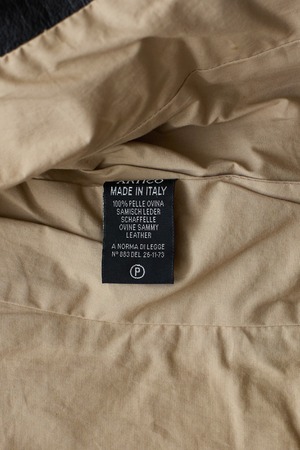 ARTICO
MADE IN ITALY
100% PELLE OVINA
SAMISCH LEDER
SCHAFFELLE
OVINE SAMMY
LEATHER
A NORMA DI LEGGE
N° 883 DEL 26-11-73
P